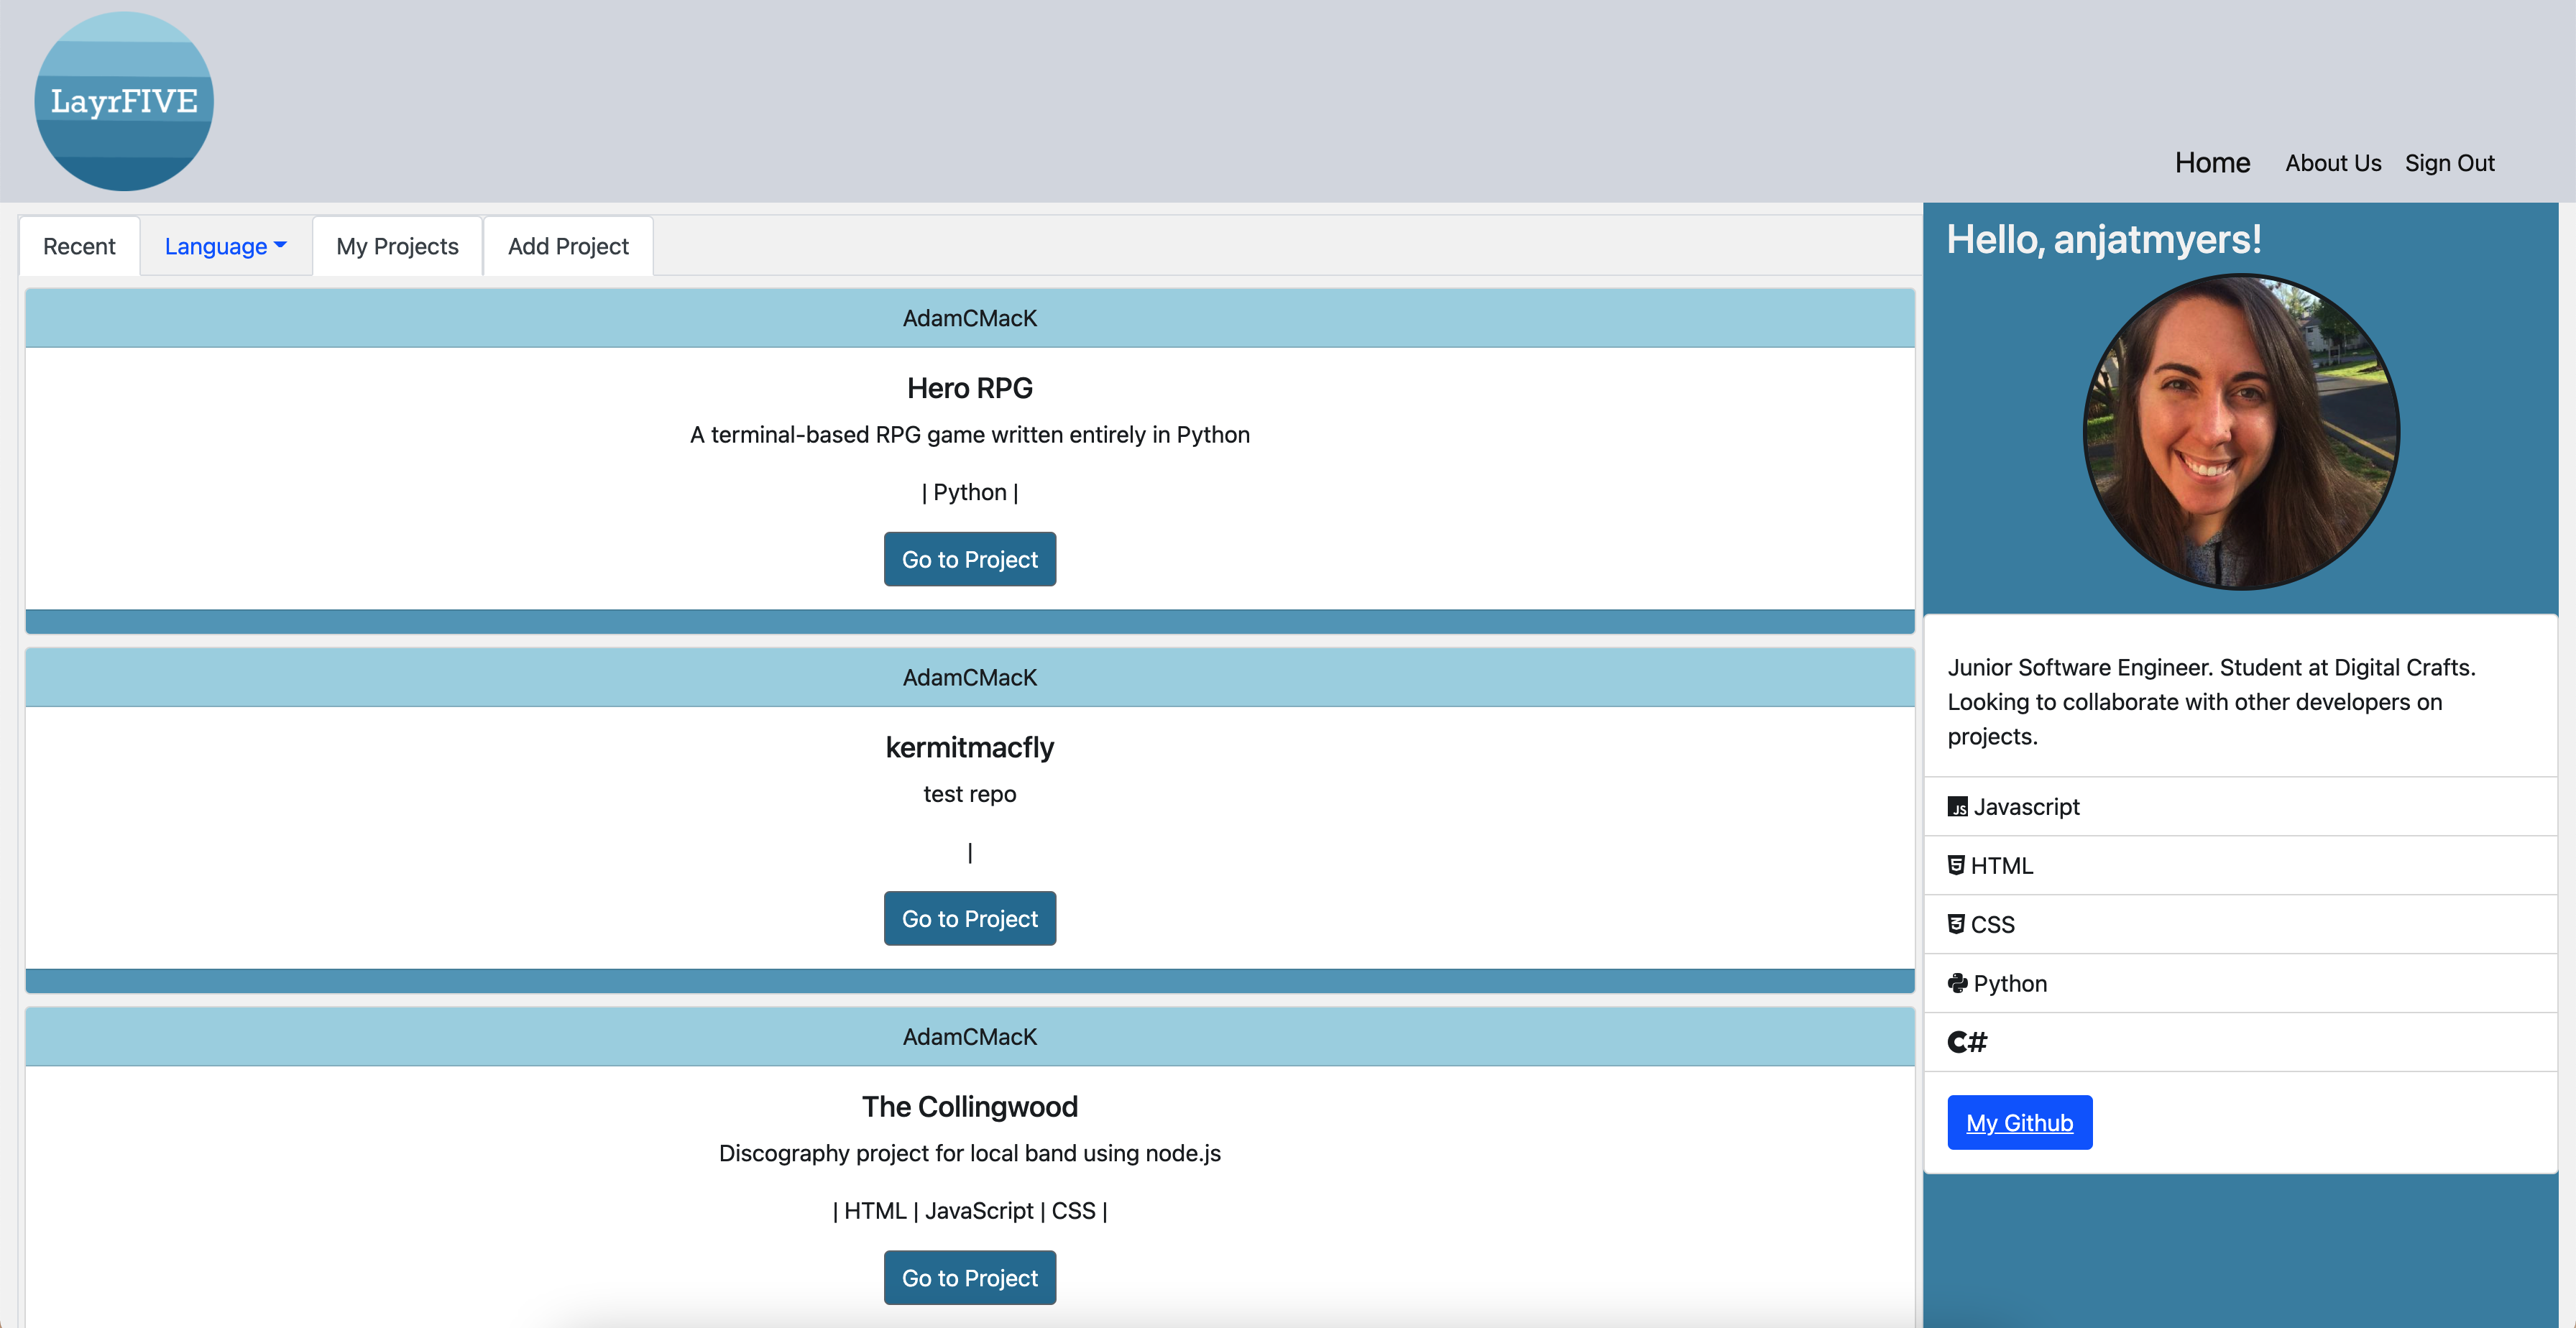 LayrFIVE
Home About Us Sign Out
Recent Language My Projects Add Project
AdamCMacK
Hero RPG
A terminal-based RPG game written entirely in Python
| Python |
Go to Project
AdamCMacK
kermitmacfly
test repo
|
Go to Project
AdamCMacK
The Collingwood
Discography project for local band using node.js
| HTML | JavaScript | CSS |
Go to Project
Hello, anjatmyers!
Junior Software Engineer. Student at Digital Crafts.
Looking to collaborate with other developers on
projects.
JS Javascript
HTML
CSS
Python
C#
My Github